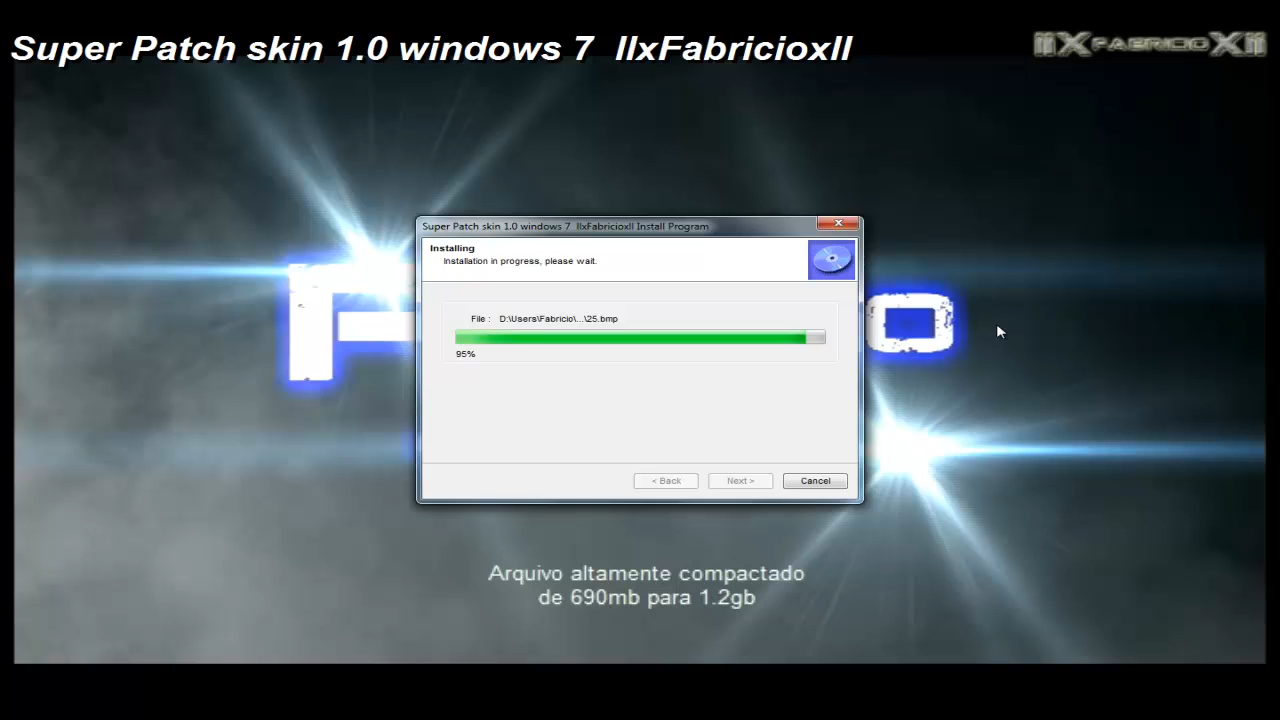 Super Patch skin 1.0 windows 7  IIxFabricioxII
IIXFABRICIOXII
Super Patch skin 1.0 windows 7  IIxFabricioxII Install Program
Installing
Installation in progress, please wait.
File :   D:\Users\Fabricio\...\25.bmp
95%
< Back
Next >
Cancel
Arquivo altamente compactado
de 690mb para 1.2gb